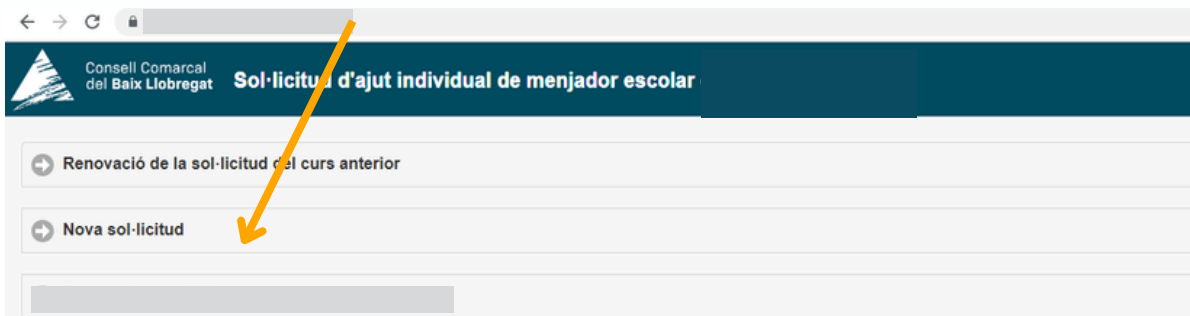 Consell Comarcal
del Baix Llobregat
Sol·licitud d'ajut individual de menjador escolar
Renovació de la sol·licitud del curs anterior
Nova sol·licitud